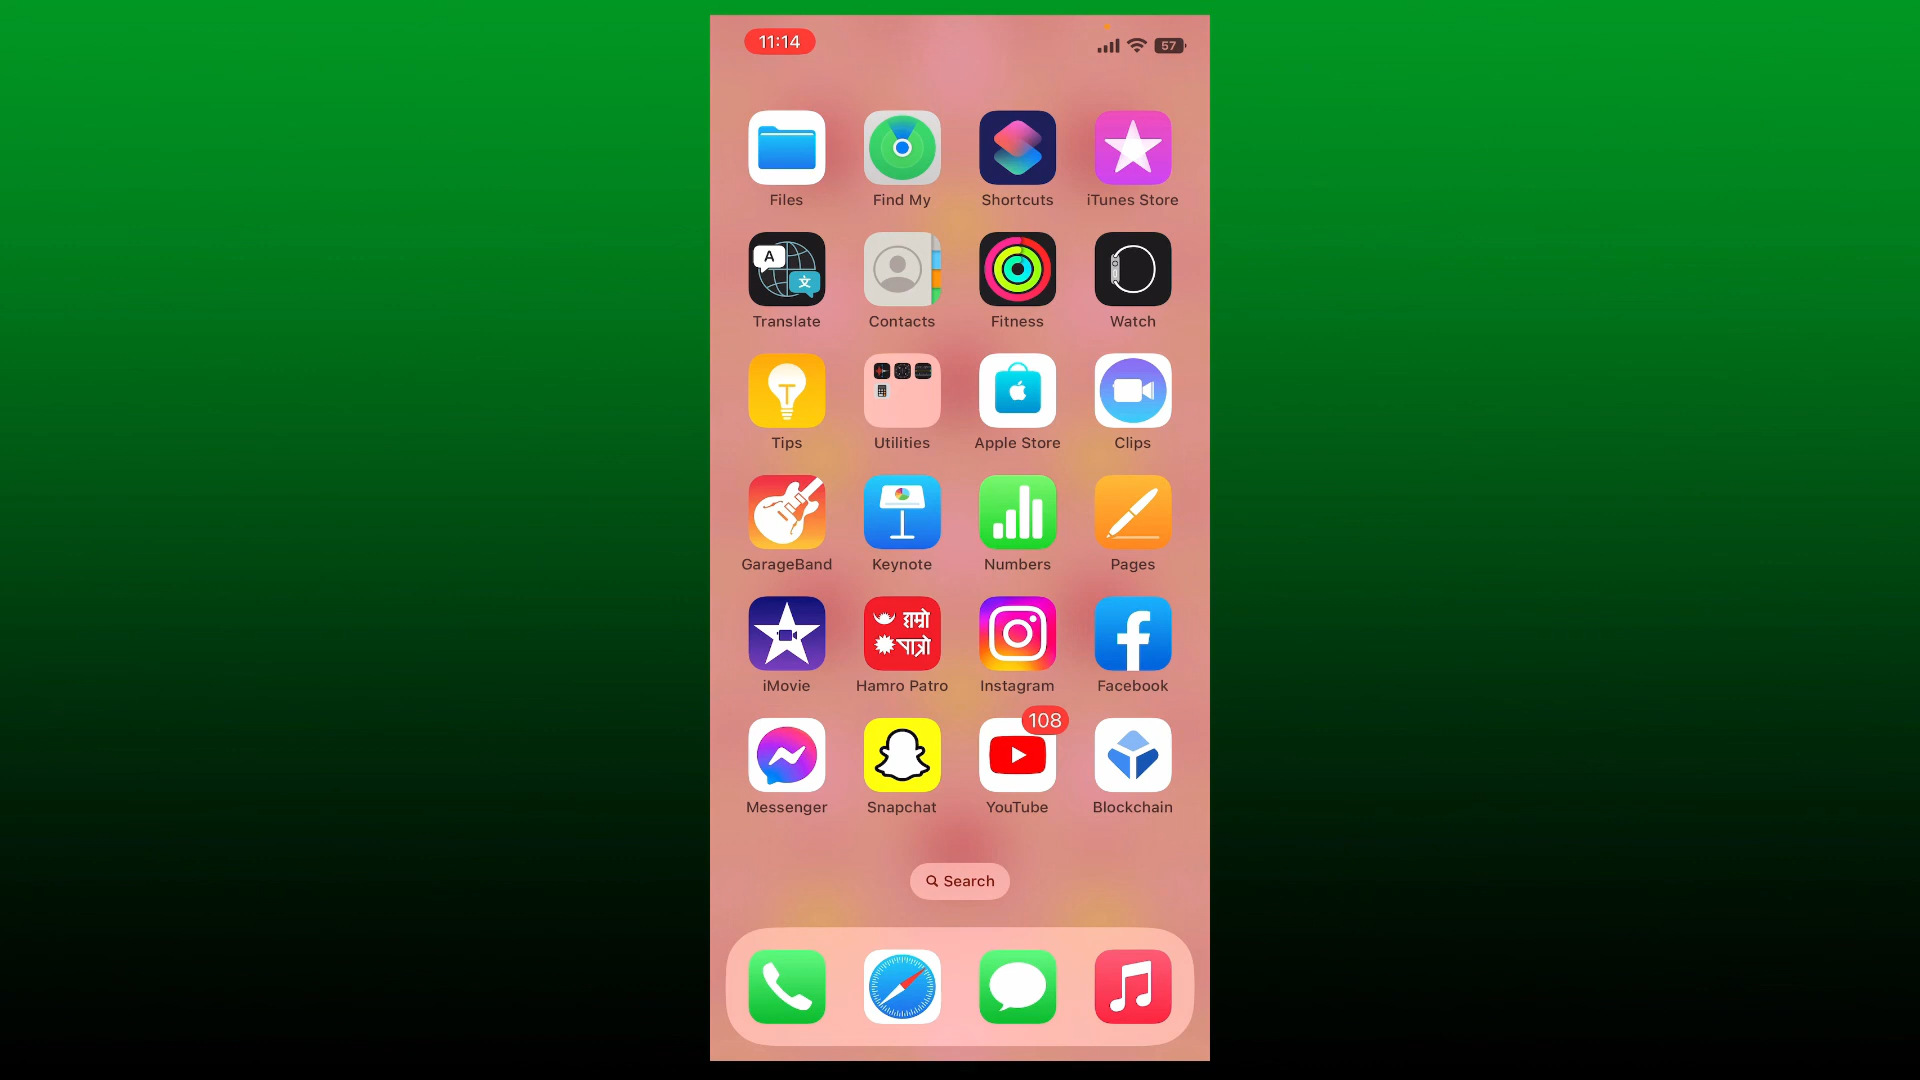 11:14
57
Files
Find My
Shortcuts
iTunes Store
A
文
Translate
Contacts
Fitness
Watch
Tips
Utilities
Apple Store
Clips
GarageBand
Keynote
Numbers
Pages
हाम्रो
पात्रो
iMovie
Hamro Patro
Instagram
Facebook
108
Messenger
Snapchat
YouTube
Blockchain
Search